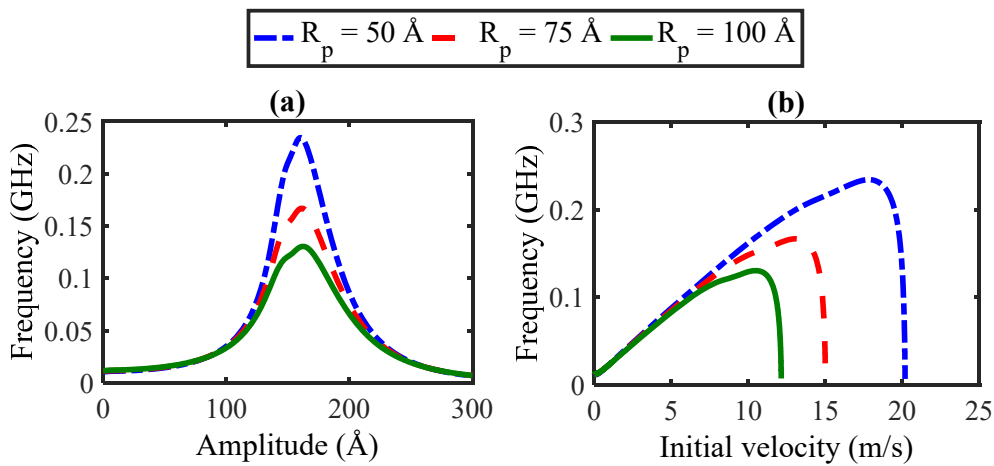 R_p = 50 Å R_p = 75 Å R_p = 100 Å
(a)
Frequency (GHz)
0.25
0.2
0.15
0.1
0.05
0
0 100 200 300
Amplitude (Å)
(b)
Frequency (GHz)
0.3
0.2
0.1
0
0 5 10 15 20 25
Initial velocity (m/s)